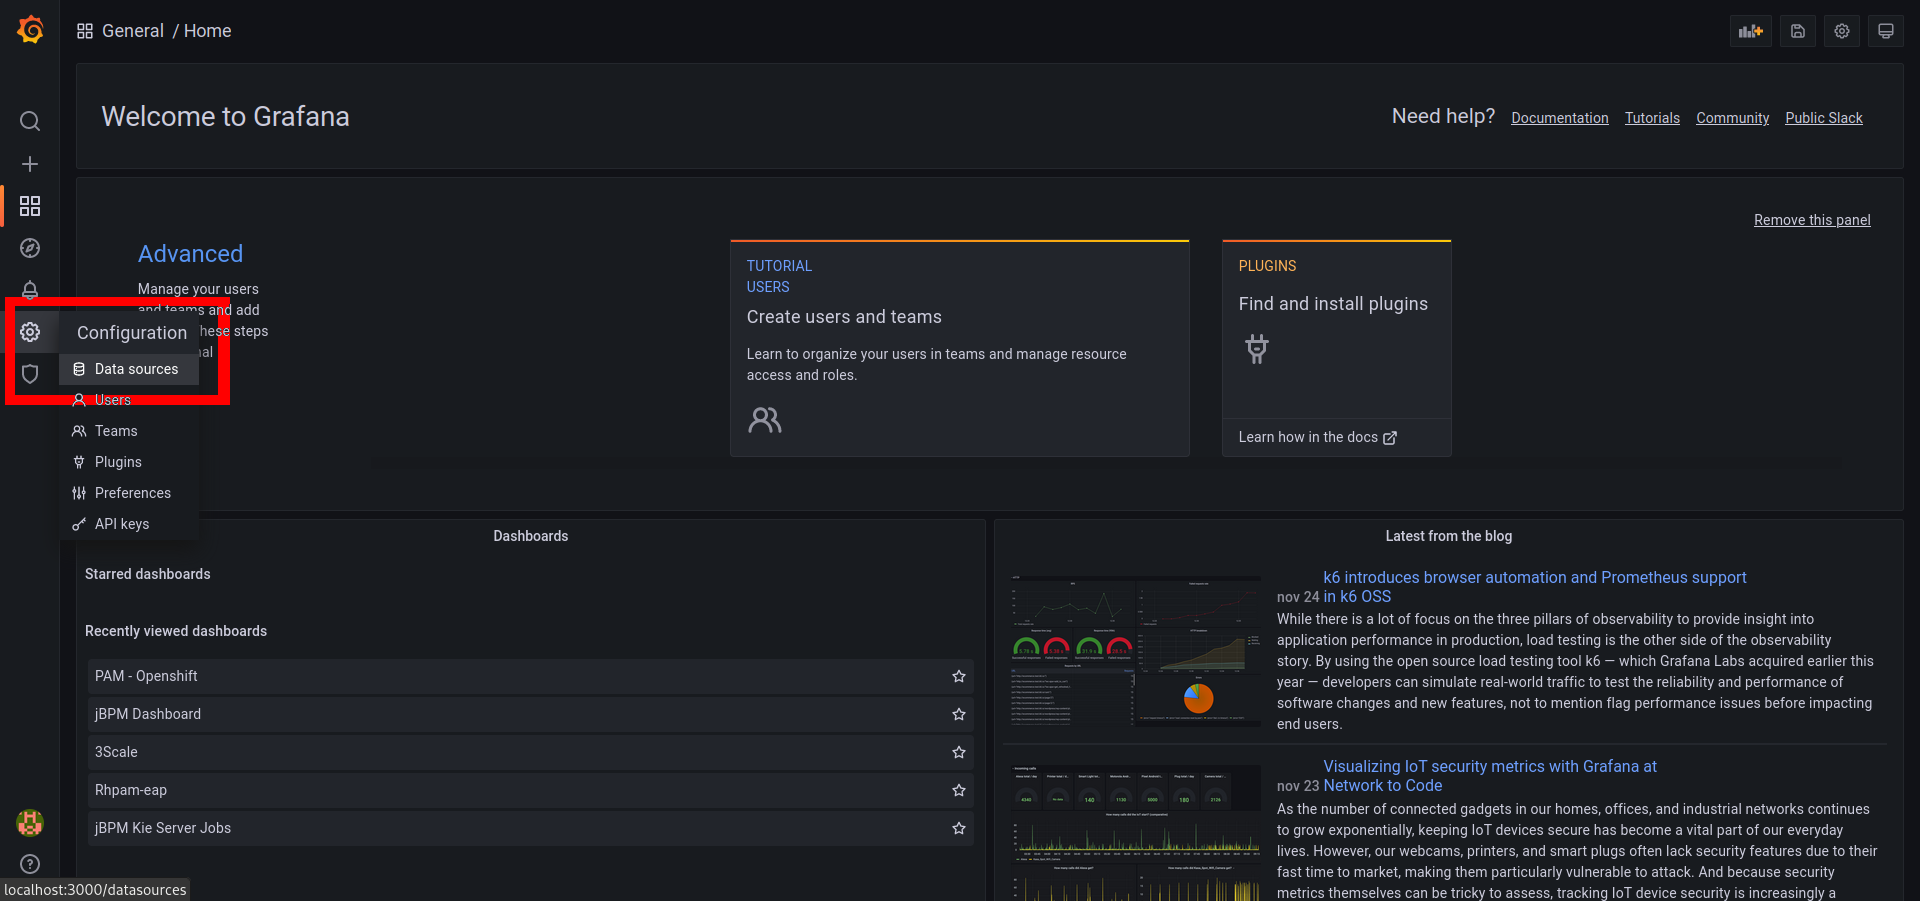 General / Home
Welcome to Grafana
Need help? Documentation Tutorials Community Public Slack
Remove this panel
Advanced
Manage your users
and teams and add
these steps
Configuration
Data sources
Users
Teams
Plugins
Preferences
API keys
TUTORIAL
USERS
Create users and teams
Learn to organize your users in teams and manage resource
access and roles.
PLUGINS
Find and install plugins
Learn how in the docs
Dashboards
Starred dashboards
Recently viewed dashboards
PAM - Openshift
jBPM Dashboard
3Scale
Rhpam-eap
jBPM Kie Server Jobs
Latest from the blog
k6 introduces browser automation and Prometheus support
nov 24 in k6 OSS
While there is a lot of focus on the three pillars of observability to provide insight into
application performance in production, load testing is the other side of the observability
story. By using the open source load testing tool k6 — which Grafana Labs acquired earlier this
year — developers can simulate real-world traffic to test the reliability and performance of
software changes and new features, not to mention flag performance issues before impacting
end users.
Visualizing IoT security metrics with Grafana at
nov 23 Network to Code
As the number of connected gadgets in our homes, offices, and industrial networks continues
to grow exponentially, keeping IoT devices secure has become a vital part of our everyday
lives. However, our webcams, printers, and smart plugs often lack security features due to their
fast time to market, making them particularly vulnerable to attack. And because security
metrics themselves can be tricky to assess, tracking IoT device security is increasingly a
localhost:3000/datasources